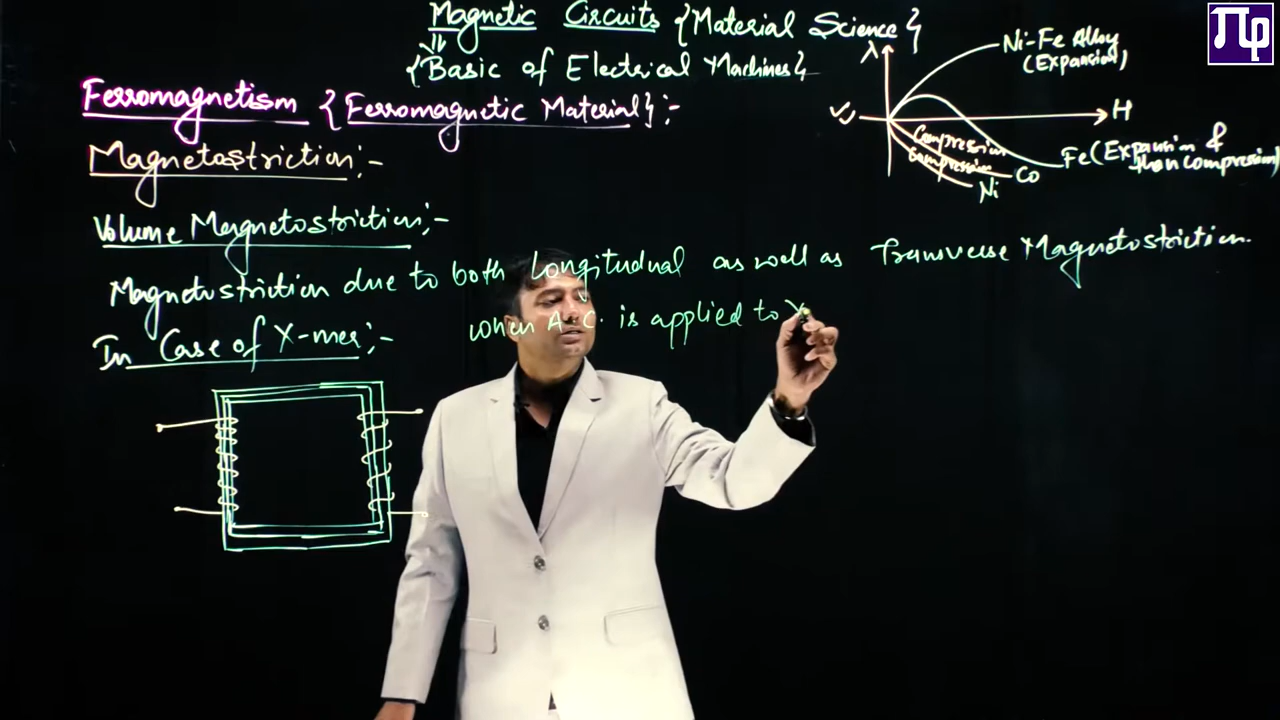 Magnetic Circuits {Material Science}
{Basic of Electrical Machines}
Ferromagnetism {Ferromagnetic Material}:-
Magnetostriction:-
Volume Magnetostriction:-
Magnetostriction due to both Longitudual as well as Transverse Magnetostriction.
In Case of X-mer:-
when A.C. is applied to X
λ
Ni-Fe Alloy
(Expansion)
H
Compression
Compression
Fe (Expansion &
then compression)
Co
Ni
Πφ